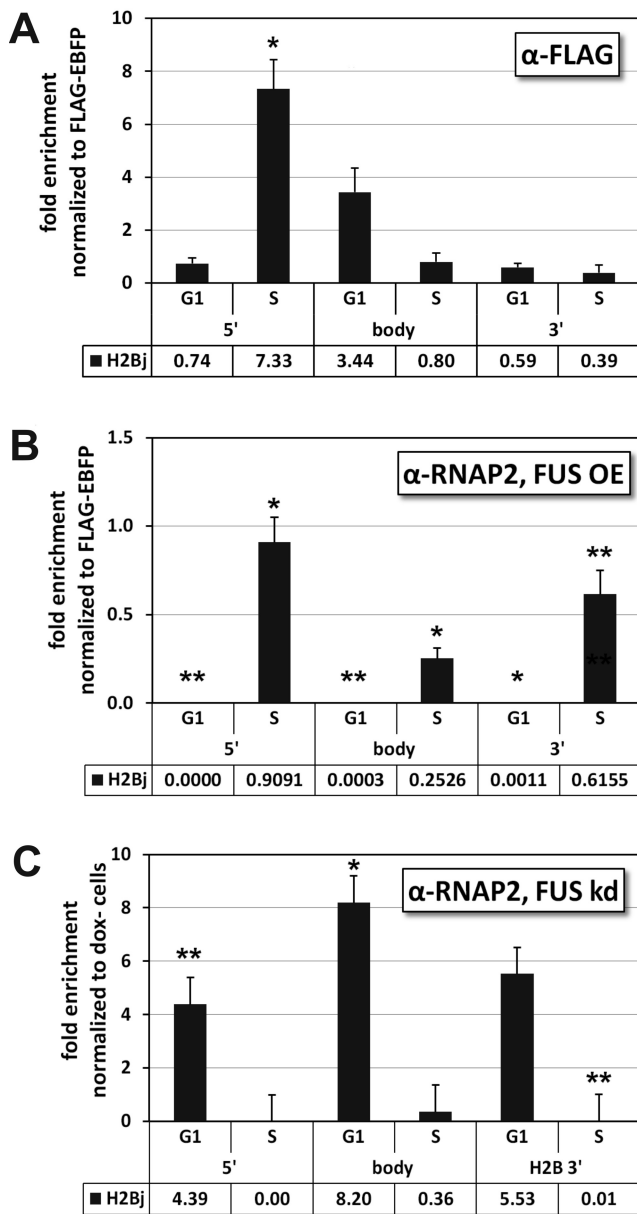 A
fold enrichment
normalized to FLAG-EBFP
α-FLAG
10
8
6
4
2
0
*
G1 S G1 S G1 S
5' body 3'
H2Bj 0.74 7.33 3.44 0.80 0.59 0.39
B
fold enrichment
normalized to FLAG-EBFP
α-RNAP2, FUS OE
1.5
1.0
0.5
0.0
** * ** * * ** **
G1 S G1 S G1 S
5' body 3'
H2Bj 0.0000 0.9091 0.0003 0.2526 0.0011 0.6155
C
fold enrichment
normalized to dox- cells
α-RNAP2, FUS kd
10
8
6
4
2
0
** * **
G1 S G1 S G1 S
5' body H2B 3'
H2Bj 4.39 0.00 8.20 0.36 5.53 0.01